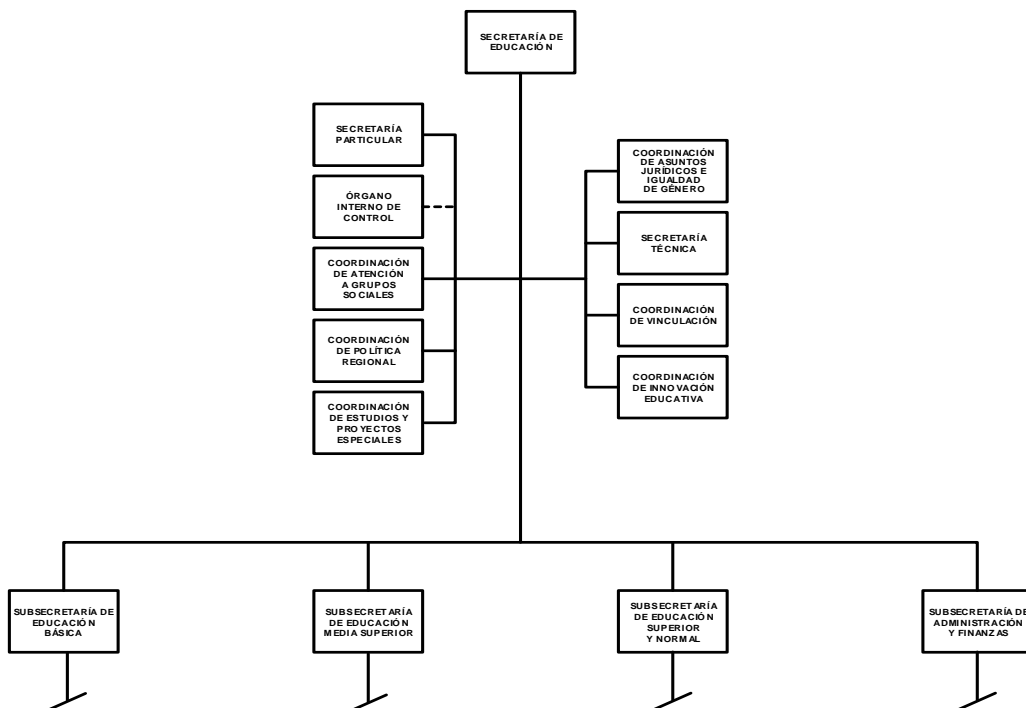 SECRETARÍA DE
EDUCACIÓN
SECRETARÍA
PARTICULAR
ÓRGANO
INTERNO DE
CONTROL
COORDINACIÓN
DE ATENCIÓN
A GRUPOS
SOCIALES
COORDINACIÓN
DE POLÍTICA
REGIONAL
COORDINACIÓN
DE ESTUDIOS Y
PROYECTOS
ESPECIALES
COORDINACIÓN
DE ASUNTOS
JURÍDICOS E
IGUALDAD
DE GÉNERO
SECRETARÍA
TÉCNICA
COORDINACIÓN
DE VINCULACIÓN
COORDINACIÓN
DE INNOVACIÓN
EDUCATIVA
SUBSECRETARÍA DE
EDUCACIÓN
BÁSICA
SUBSECRETARÍA
DE EDUCACIÓN
MEDIA SUPERIOR
SUBSECRETARÍA
DE EDUCACIÓN
SUPERIOR
Y NORMAL
SUBSECRETARÍA DE
ADMINISTRACIÓN
Y FINANZAS